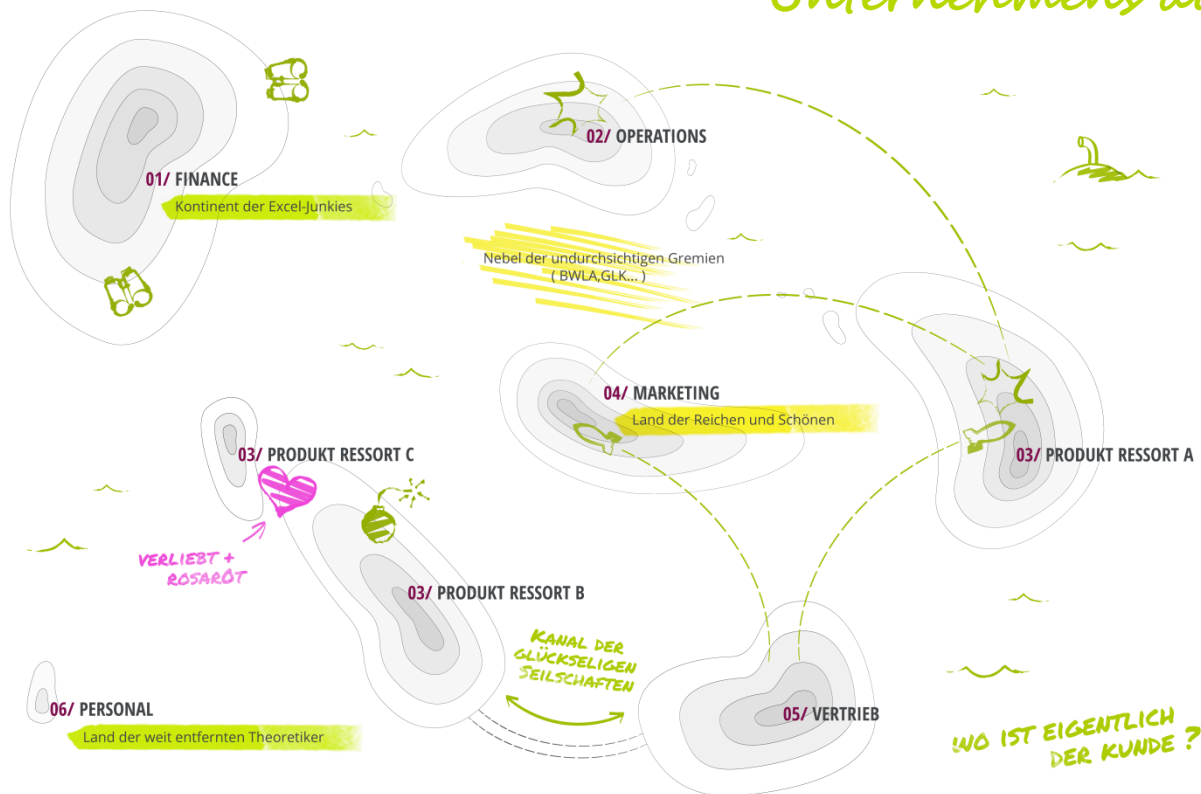 02/ OPERATIONS
01/ FINANCE
Kontinent der Excel-Junkies
Nebel der undurchsichtigen Gremien
( BWLA,GLK... )
04/ MARKETING
Land der Reichen und Schönen
03/ PRODUKT RESSORT C
03/ PRODUKT RESSORT A
VERLIEBT +
ROSAROT
03/ PRODUKT RESSORT B
KANAL DER
GLÜCKSELIGEN
SEILSCHAFTEN
06/ PERSONAL
Land der weit entfernten Theoretiker
05/ VERTRIEB
WO IST EIGENTLICH
DER KUNDE ?